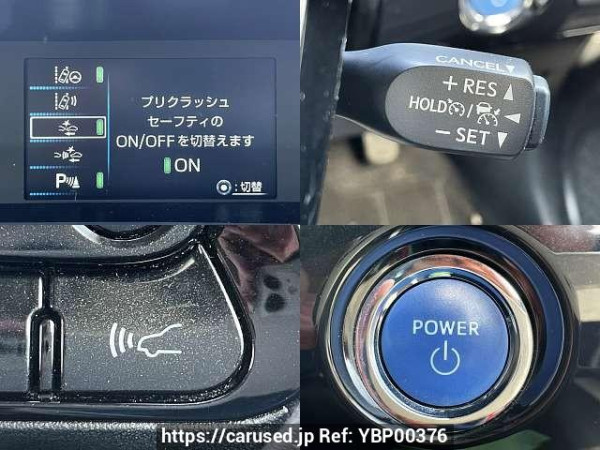 プリクラッシュ
セーフティの
ON/OFFを切替えます
ON
P
:切替
CANCEL
+RES
HOLD /
-SET
POWER
https://carused.jp Ref: YBP00376